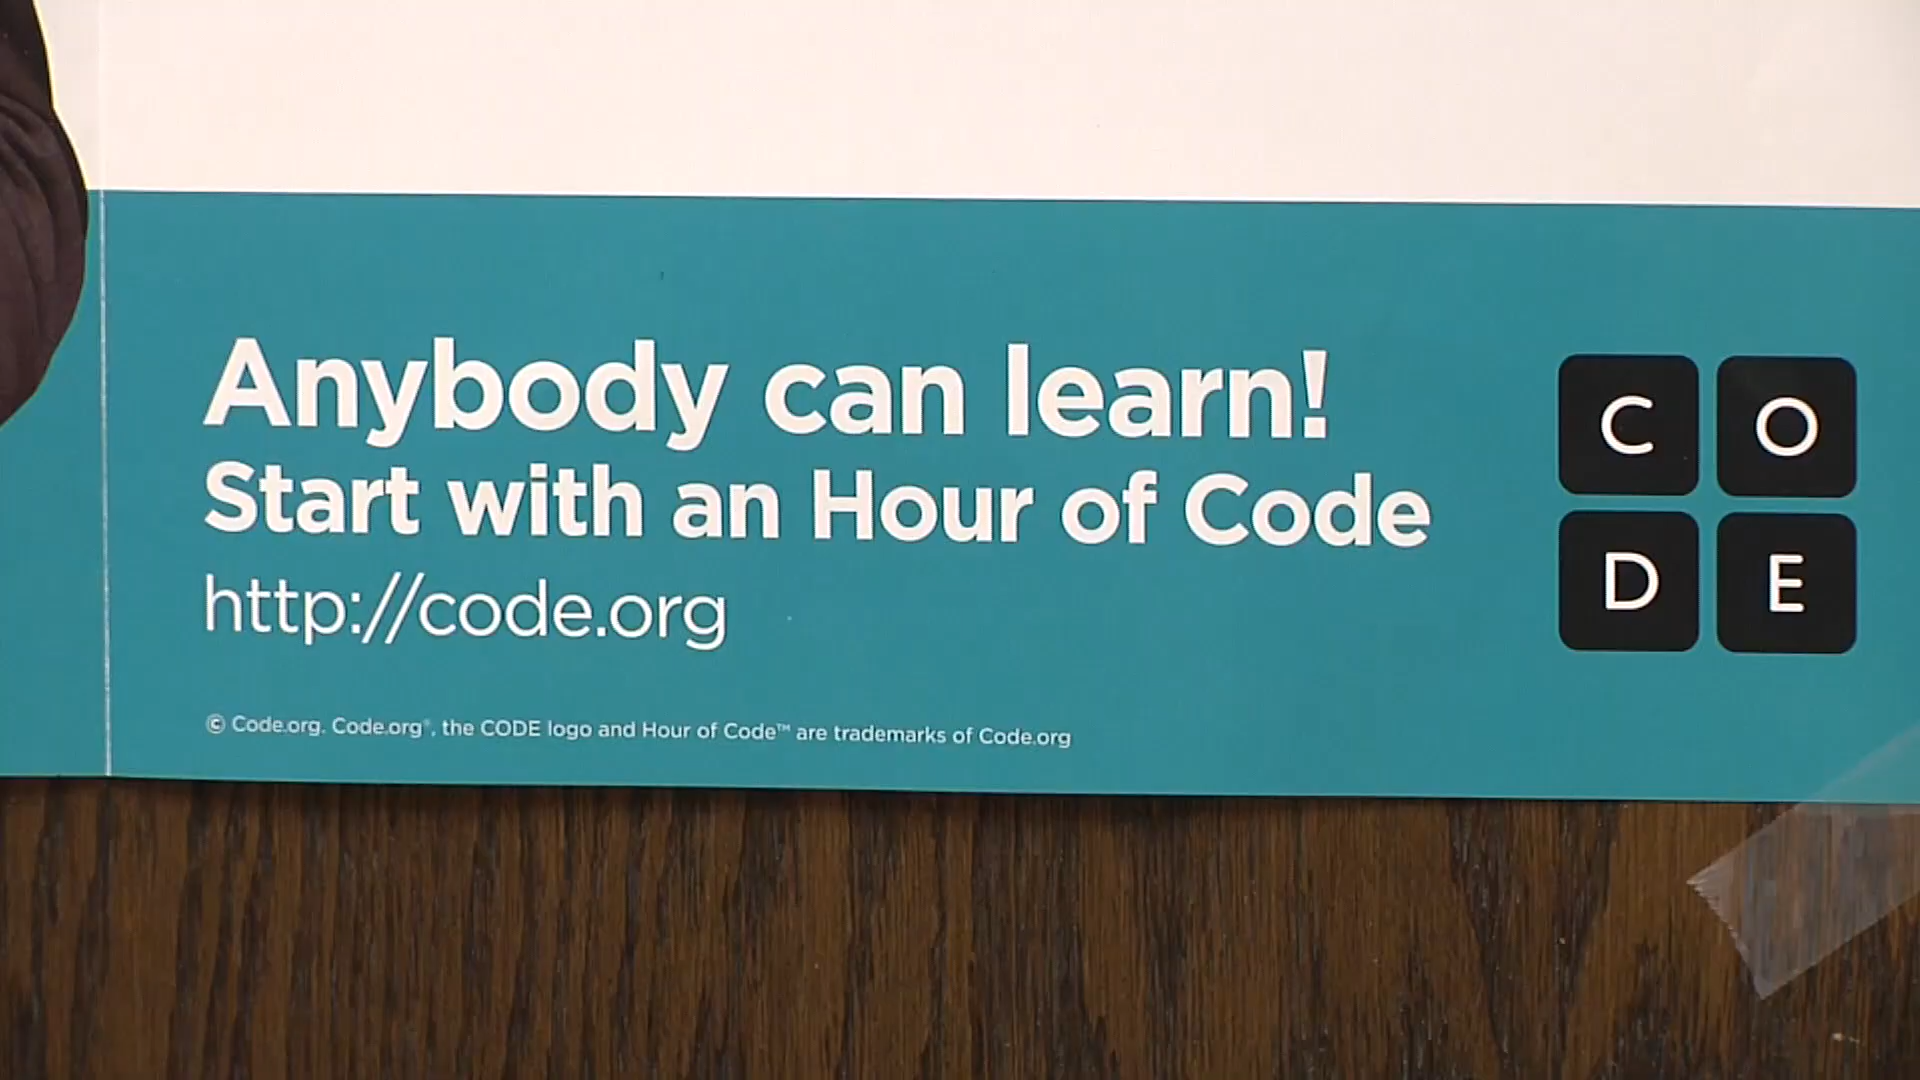 Anybody can learn!
Start with an Hour of Code
http://code.org
© Code.org. Code.org®, the CODE logo and Hour of Code™ are trademarks of Code.org
C O
D E